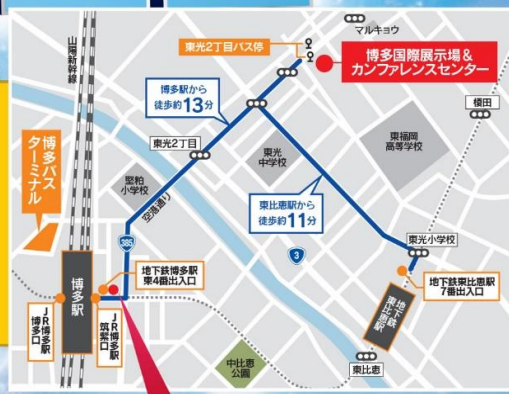 山陽新幹線
マルキョウ
東光2丁目バス停
博多国際展示場&
カンファレンスセンター
博多駅から
徒歩約13分
榎田
東福岡
高等学校
東光2丁目
東光
中学校
堅粕
小学校
空港通り
博多バス
ターミナル
東比恵駅から
徒歩約11分
385
3
東光小学校
地下鉄博多駅
東4番出入口
地下鉄東比恵駅
7番出入口
博多駅
JR博多駅
博多口
JR博多駅
筑紫口
地下鉄
東比恵駅
中比恵
公園
東比恵